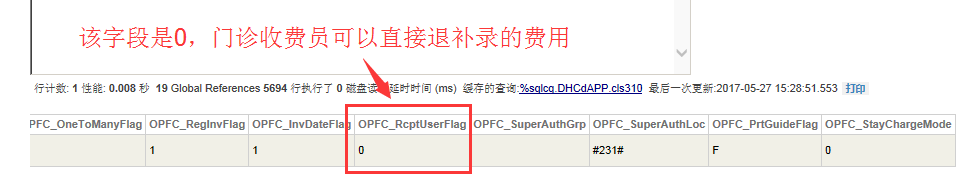 该字段是0，门诊收费员可以直接退补录的费用
行计数: 1 性能: 0.008 秒 19 Global References 5694 行执行了 0 磁盘读 延时时间 (ms) 缓存的查询:%sqlcq.DHCdAPP.cls310 最后一次更新:2017-05-27 15:28:51.553 打印
PFC_OneToManyFlag OPFC_RegInvFlag OPFC_InvDateFlag OPFC_RcptUserFlag OPFC_SuperAuthGrp OPFC_SuperAuthLoc OPFC_PrtGuideFlag OPFC_StayChargeMode
1 1 0 #231# F 0